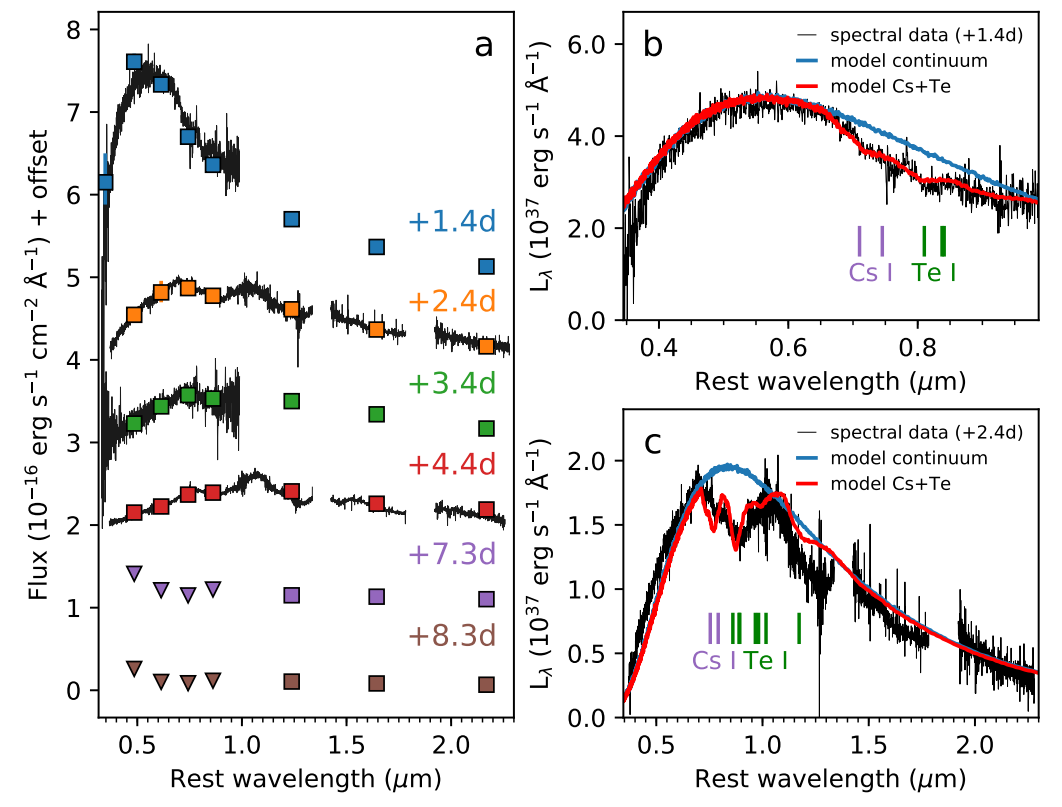 a
8
7
6
5
4
3
2
1
0
Flux (10⁻¹⁶ erg s⁻¹ cm⁻² Å⁻¹) + offset
+1.4d
+2.4d
+3.4d
+4.4d
+7.3d
+8.3d
0.5 1.0 1.5 2.0
Rest wavelength (μm)
b
spectral data (+1.4d)
model continuum
model Cs+Te
6.0
4.0
2.0
0.0
L_λ (10³⁷ erg s⁻¹ Å⁻¹)
Cs I Te I
0.4 0.6 0.8
Rest wavelength (μm)
c
spectral data (+2.4d)
model continuum
model Cs+Te
2.0
1.5
1.0
0.5
0.0
L_λ (10³⁷ erg s⁻¹ Å⁻¹)
Cs I Te I
0.5 1.0 1.5 2.0
Rest wavelength (μm)